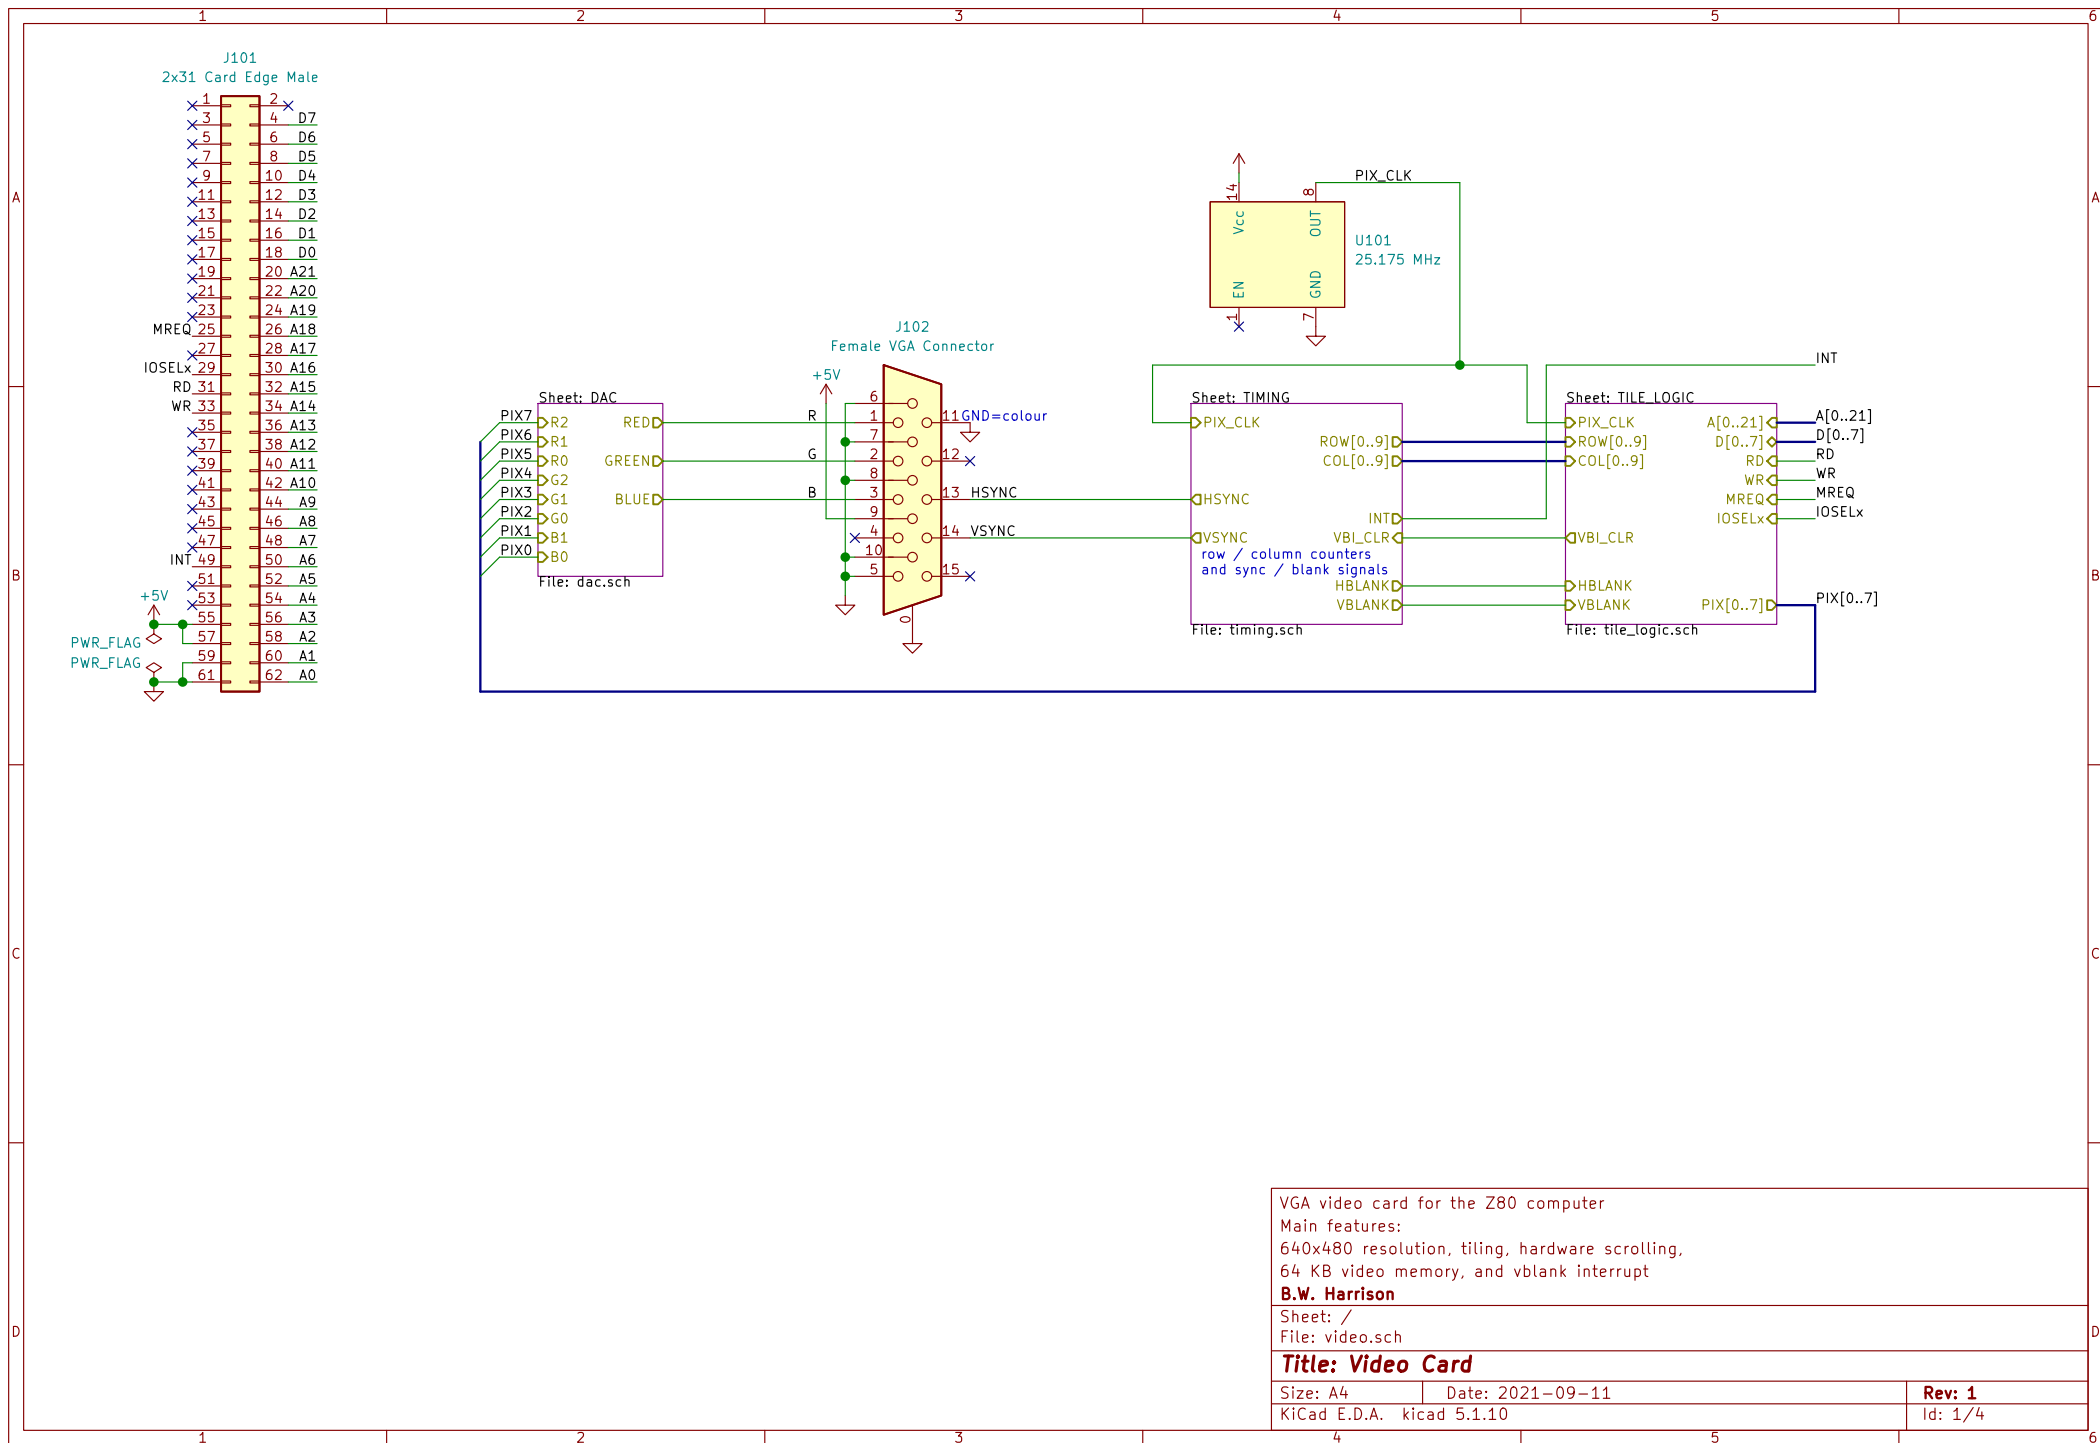 1 2 3 4 5 6
A
B
C
D
J101
2x31 Card Edge Male
1 2
3 4 D7
5 6 D6
7 8 D5
9 10 D4
11 12 D3
13 14 D2
15 16 D1
17 18 D0
19 20 A21
21 22 A20
23 24 A19
MREQ 25 26 A18
27 28 A17
IOSELx 29 30 A16
RD 31 32 A15
WR 33 34 A14
35 36 A13
37 38 A12
39 40 A11
41 42 A10
43 44 A9
45 46 A8
47 48 A7
INT 49 50 A6
51 52 A5
53 54 A4
+5V
55 56 A3
PWR_FLAG 57 58 A2
PWR_FLAG 59 60 A1
61 62 A0
Sheet: DAC
PIX7 R2 RED
PIX6 R1
PIX5 R0 GREEN
PIX4 G2
PIX3 G1 BLUE
PIX2 G0
PIX1 B1
PIX0 B0
File: dac.sch
J102
Female VGA Connector
+5V
R
G
B
6
1
7
2
8
3
9
4
10
5
0
11 GND=colour
12
13 HSYNC
14 VSYNC
15
PIX_CLK
14 8
Vcc OUT
EN GND
1 7
U101
25.175 MHz
Sheet: TIMING
PIX_CLK
ROW[0..9]
COL[0..9]
HSYNC
INT
VSYNC VBI_CLR
row / column counters
and sync / blank signals
HBLANK
VBLANK
File: timing.sch
INT
Sheet: TILE_LOGIC
PIX_CLK A[0..21] A[0..21]
ROW[0..9] D[0..7] D[0..7]
COL[0..9] RD RD
WR WR
MREQ MREQ
IOSELx IOSELx
VBI_CLR
HBLANK
VBLANK PIX[0..7] PIX[0..7]
File: tile_logic.sch
VGA video card for the Z80 computer
Main features:
640x480 resolution, tiling, hardware scrolling,
64 KB video memory, and vblank interrupt
B.W. Harrison
Sheet: /
File: video.sch
Title: Video Card
Size: A4 Date: 2021-09-11 Rev: 1
KiCad E.D.A. kicad 5.1.10 Id: 1/4
A
B
C
D
1 2 3 4 5 6